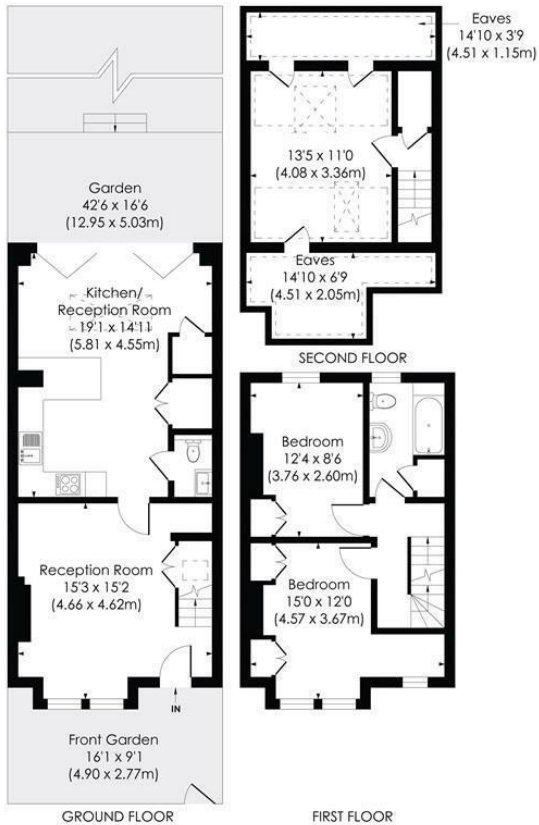 Eaves
14'10 x 3'9
(4.51 x 1.15m)
13'5 x 11'0
(4.08 x 3.36m)
Eaves
14'10 x 6'9
(4.51 x 2.05m)
SECOND FLOOR
Garden
42'6 x 16'6
(12.95 x 5.03m)
Kitchen/
Reception Room
19'1 x 14'11
(5.81 x 4.55m)
Reception Room
15'3 x 15'2
(4.66 x 4.62m)
IN
Front Garden
16'1 x 9'1
(4.90 x 2.77m)
GROUND FLOOR
Bedroom
12'4 x 8'6
(3.76 x 2.60m)
Bedroom
15'0 x 12'0
(4.57 x 3.67m)
FIRST FLOOR